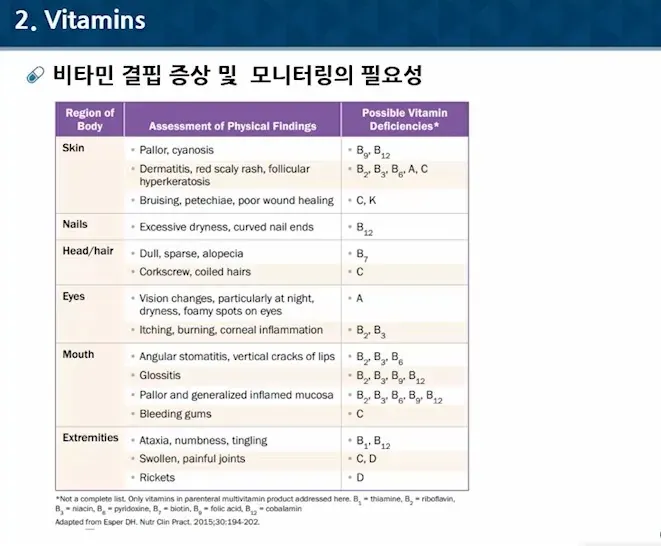 2. Vitamins
비타민 결핍 증상 및 모니터링의 필요성
Region of Body | Assessment of Physical Findings | Possible Vitamin Deficiencies*
Skin
• Pallor, cyanosis • B9, B12
• Dermatitis, red scaly rash, follicular hyperkeratosis • B2, B3, B6, A, C
• Bruising, petechiae, poor wound healing • C, K
Nails • Excessive dryness, curved nail ends • B12
Head/hair • Dull, sparse, alopecia • B7
• Corkscrew, coiled hairs • C
Eyes • Vision changes, particularly at night, dryness, foamy spots on eyes • A
• Itching, burning, corneal inflammation • B2, B3
Mouth • Angular stomatitis, vertical cracks of lips • B2, B3, B6
• Glossitis • B2, B3, B9, B12
• Pallor and generalized inflamed mucosa • B2, B3, B6, B9, B12
• Bleeding gums • C
Extremities • Ataxia, numbness, tingling • B1, B12
• Swollen, painful joints • C, D
• Rickets • D
*Not a complete list. Only vitamins in parenteral multivitamin product addressed here. B1 = thiamine, B2 = riboflavin,
B3 = niacin, B6 = pyridoxine, B7 = biotin, B9 = folic acid, B12 = cobalamin
Adapted from Esper DH. Nutr Clin Pract. 2015;30:194-202.